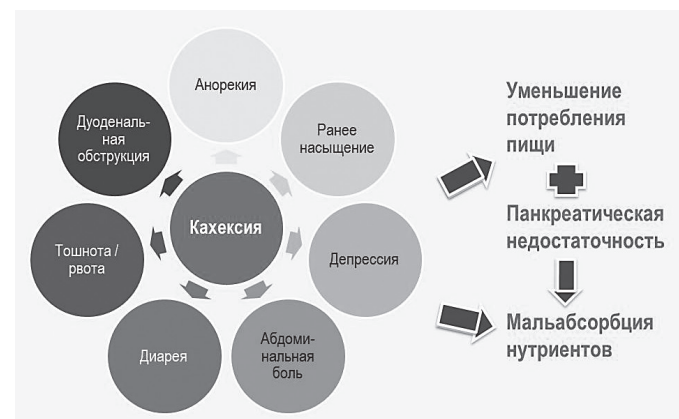 Анорекия
Ранее
насыщение
Депрессия
Абдоми-
нальная
боль
Диарея
Тошнота /
рвота
Дуоденаль-
ная
обструкция
Кахексия
Уменьшение
потребления
пищи
Панкреатическая
недостаточность
Мальабсорбция
нутриентов